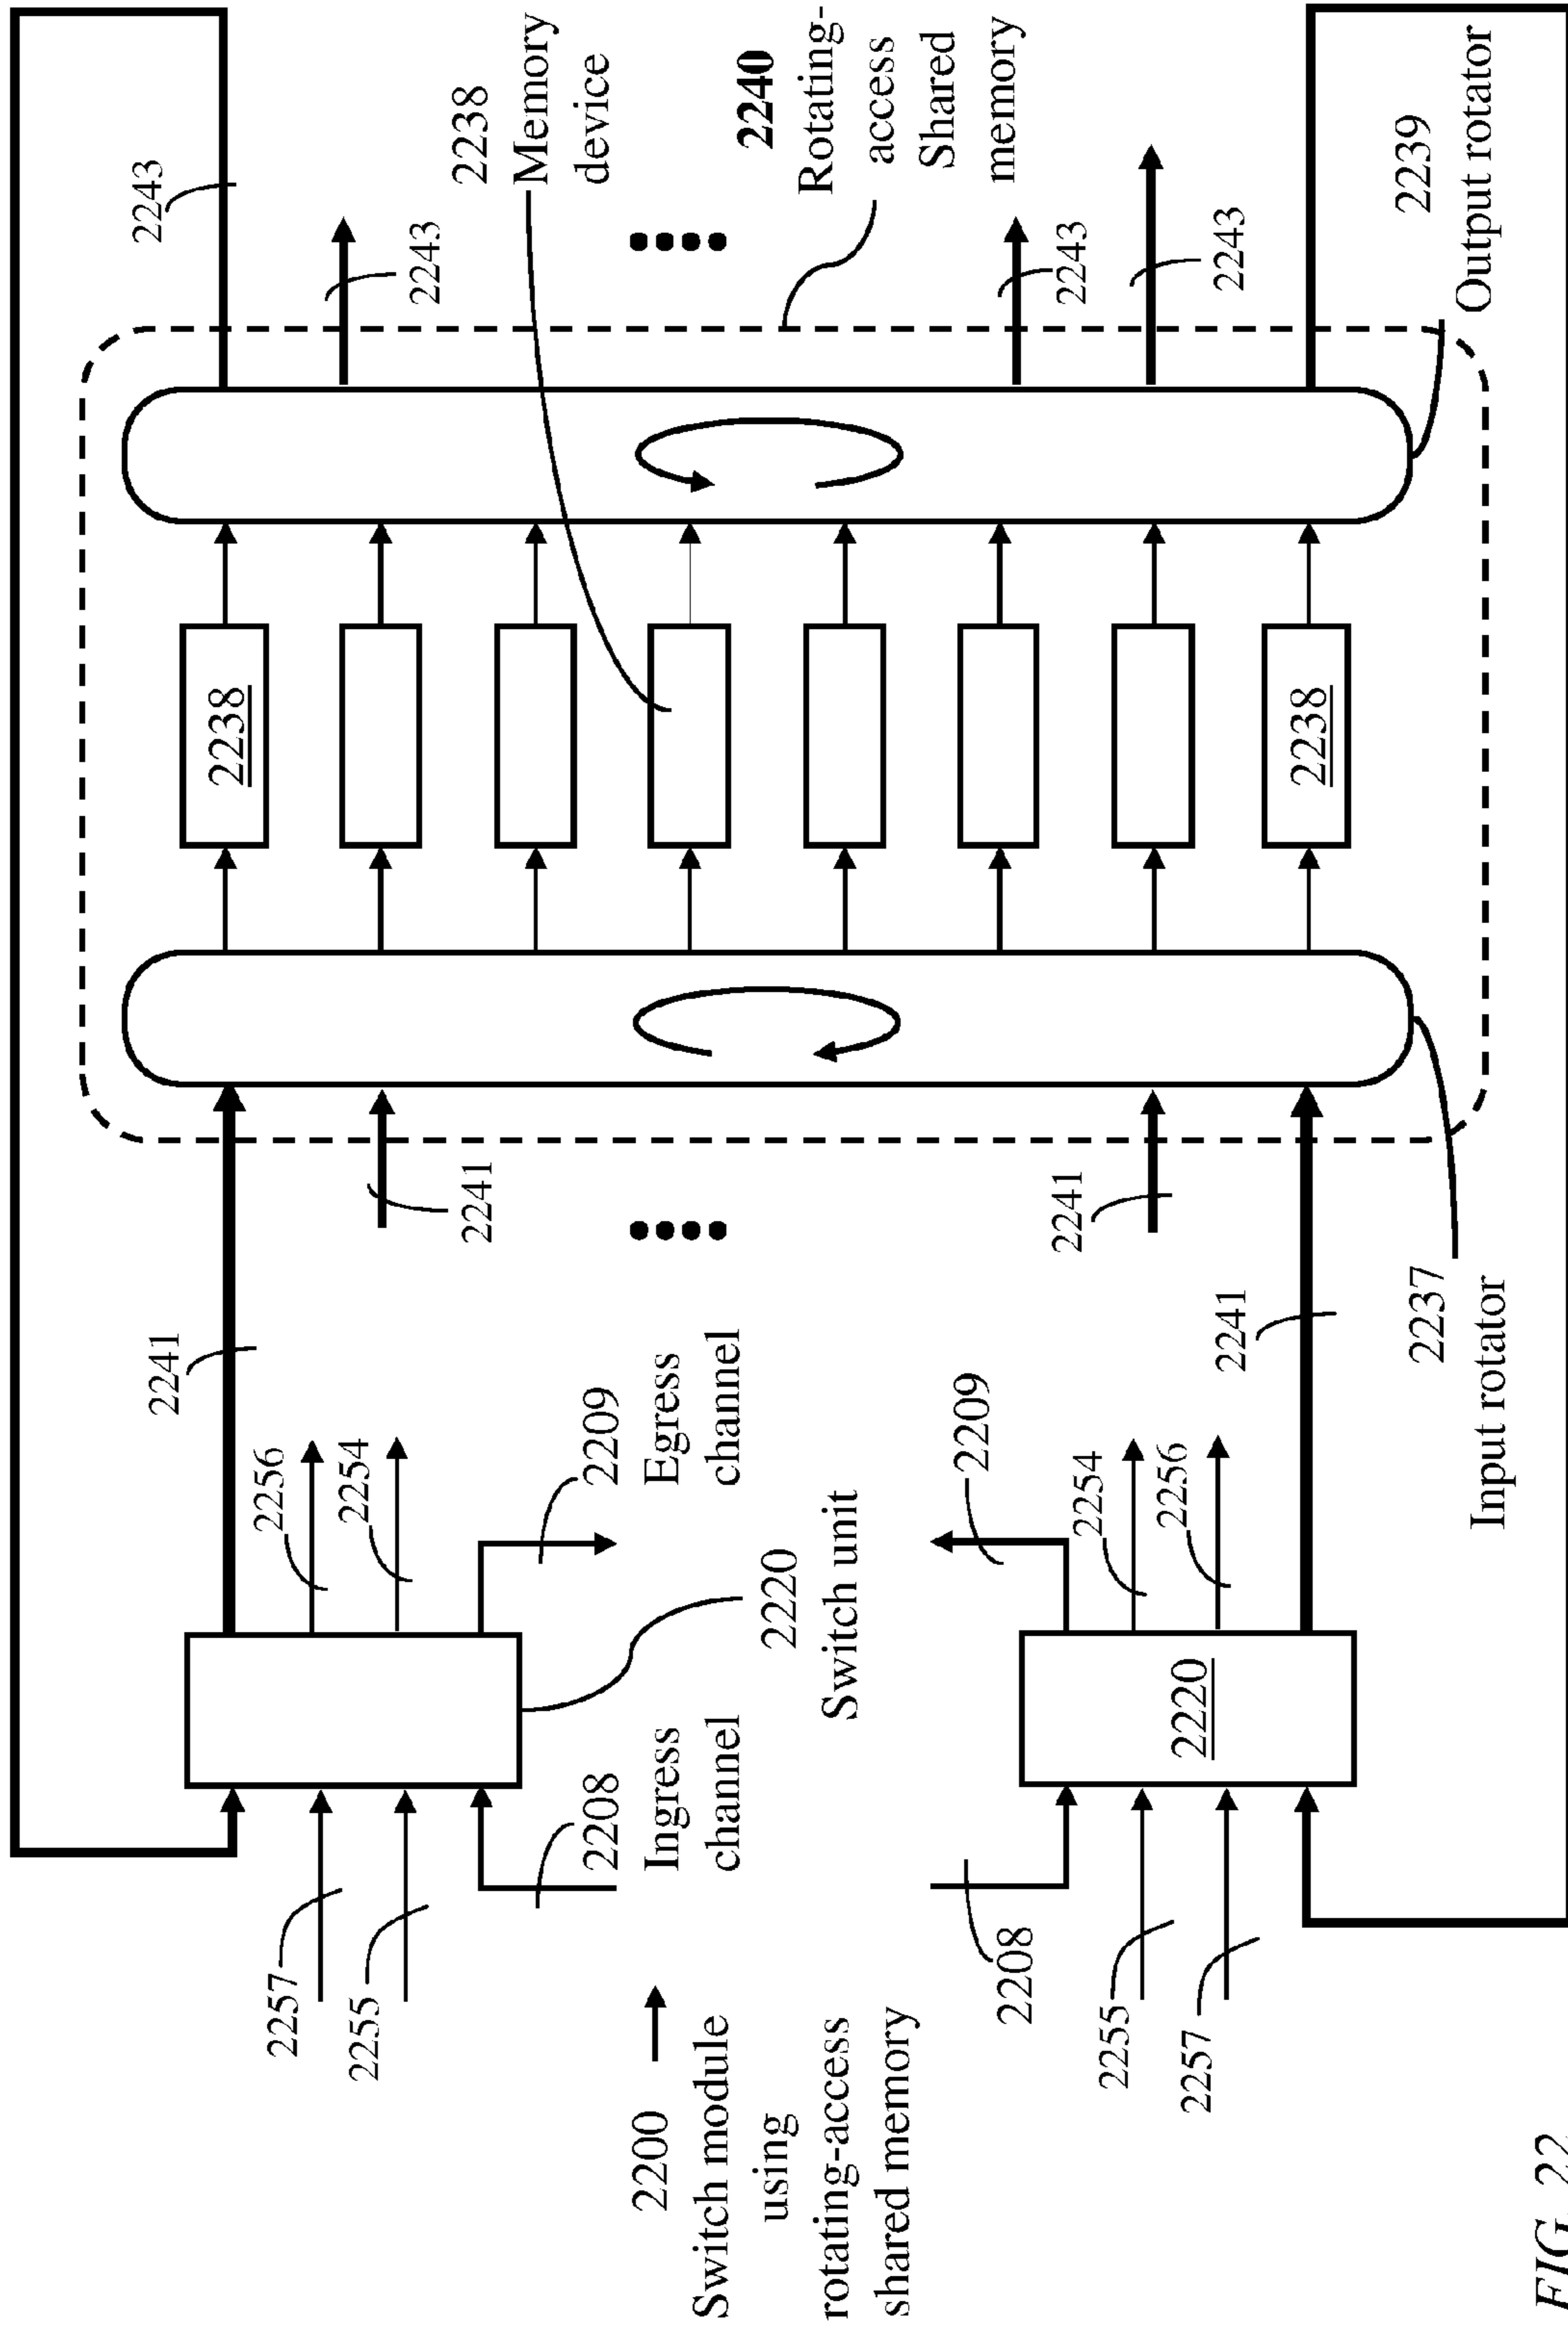 2243
2241
2238
2256
2257
2254
2255
2243
2238
Memory
device
2241
2208
Ingress
channel
2209
Egress
channel
2200
Switch module
using
rotating-access
shared memory
2240
Rotating-
access
Shared
memory
2220
Switch unit
2209
2208
2241
2243
2254
2255
2256
2257
2220
2243
2241
2238
2237
Input rotator
2239
Output rotator
FIG. 22